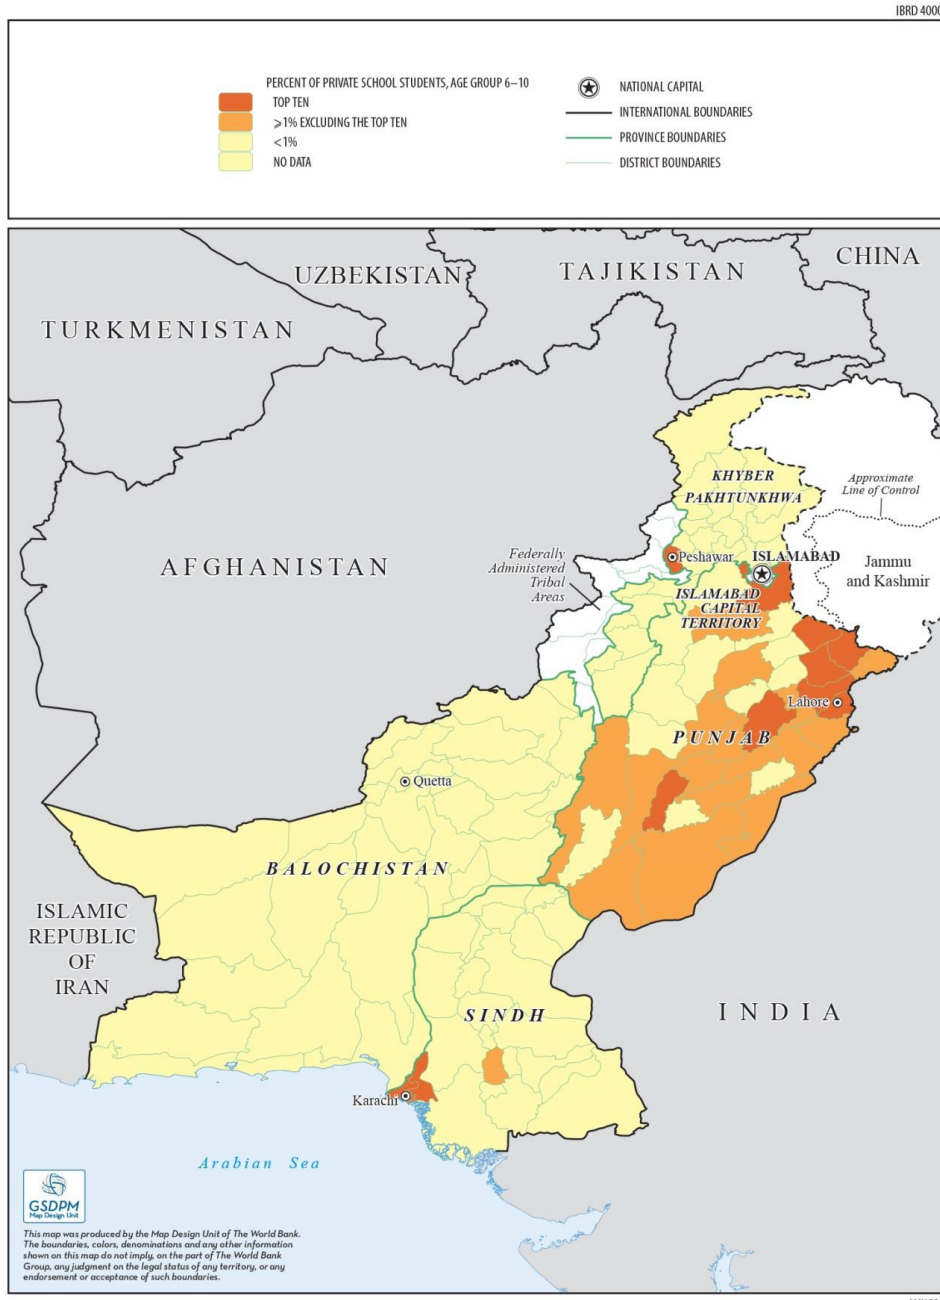 IBRD 4000
PERCENT OF PRIVATE SCHOOL STUDENTS, AGE GROUP 6–10
TOP TEN
⩾1% EXCLUDING THE TOP TEN
<1%
NO DATA
NATIONAL CAPITAL
INTERNATIONAL BOUNDARIES
PROVINCE BOUNDARIES
DISTRICT BOUNDARIES
UZBEKISTAN
TAJIKISTAN
CHINA
TURKMENISTAN
KHYBER
PAKHTUNKHWA
Approximate
Line of Control
AFGHANISTAN
Federally
Administered
Tribal
Areas
Peshawar
ISLAMABAD
Jammu
and Kashmir
ISLAMABAD
CAPITAL
TERRITORY
Lahore
PUNJAB
Quetta
BALOCHISTAN
ISLAMIC
REPUBLIC
OF
IRAN
SINDH
INDIA
Karachi
Arabian Sea
GSDPM
Map Design Unit
This map was produced by the Map Design Unit of The World Bank.
The boundaries, colors, denominations and any other information
shown on this map do not imply, on the part of The World Bank
Group, any judgment on the legal status of any territory, or any
endorsement or acceptance of such boundaries.